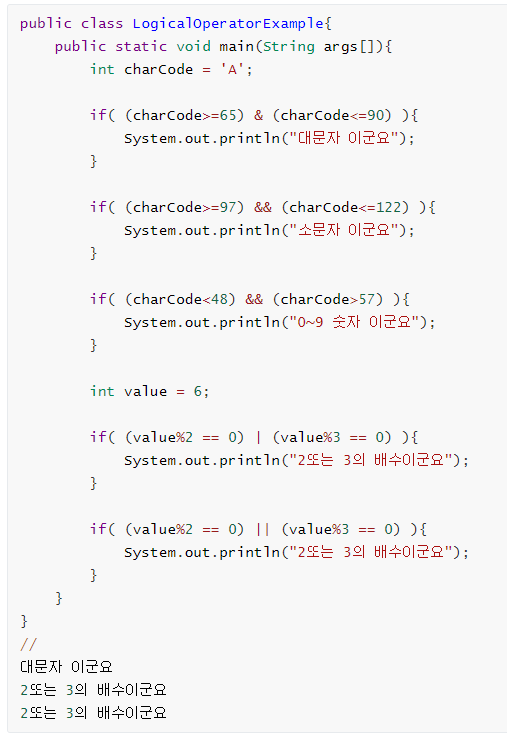 public class LogicalOperatorExample{
    public static void main(String args[]){
        int charCode = 'A';

        if( (charCode>=65) & (charCode<=90) ){
            System.out.println("대문자 이군요");
        }

        if( (charCode>=97) && (charCode<=122) ){
            System.out.println("소문자 이군요");
        }

        if( (charCode<48) && (charCode>57) ){
            System.out.println("0~9 숫자 이군요");
        }

        int value = 6;

        if( (value%2 == 0) | (value%3 == 0) ){
            System.out.println("2또는 3의 배수이군요");
        }

        if( (value%2 == 0) || (value%3 == 0) ){
            System.out.println("2또는 3의 배수이군요");
        }
    }
}
//
대문자 이군요
2또는 3의 배수이군요
2또는 3의 배수이군요